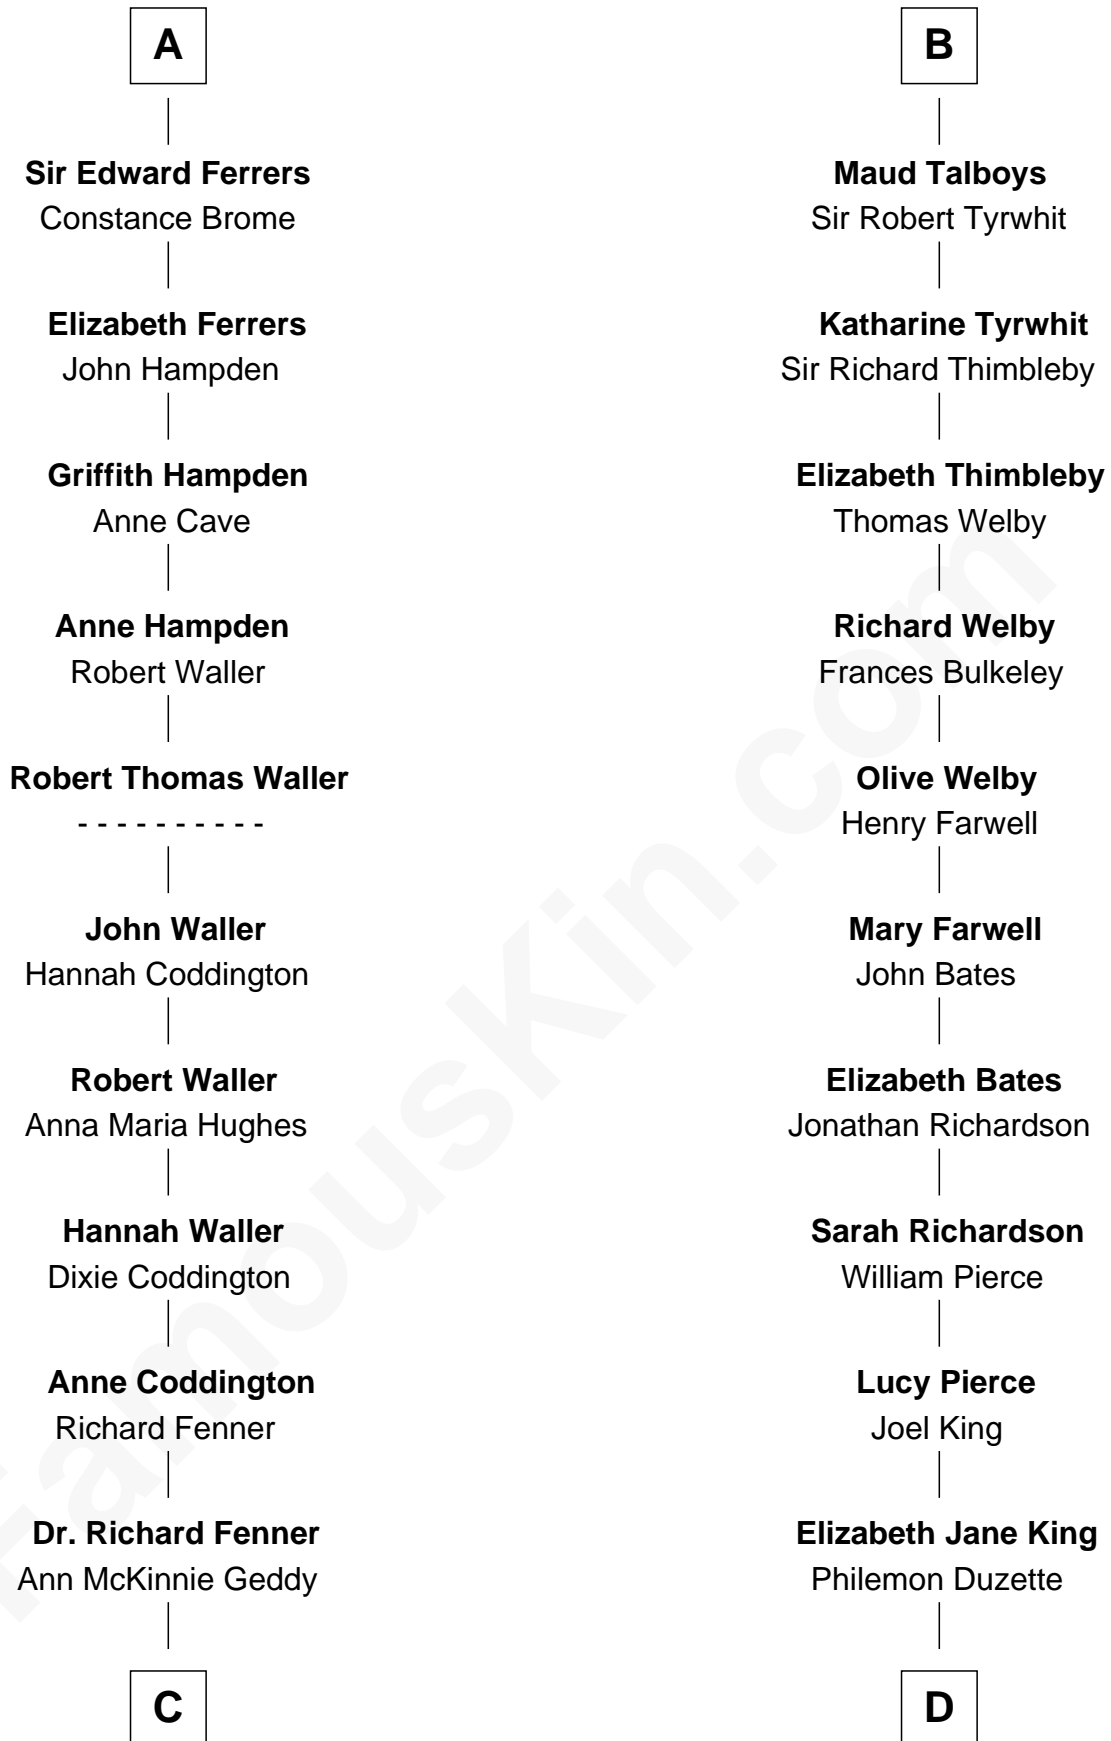 A
Sir Edward Ferrers
Constance Brome
Elizabeth Ferrers
John Hampden
Griffith Hampden
Anne Cave
Anne Hampden
Robert Waller
Robert Thomas Waller
- - - - - - - - - -
John Waller
Hannah Coddington
Robert Waller
Anna Maria Hughes
Hannah Waller
Dixie Coddington
Anne Coddington
Richard Fenner
Dr. Richard Fenner
Ann McKinnie Geddy
C
B
Maud Talboys
Sir Robert Tyrwhit
Katharine Tyrwhit
Sir Richard Thimbleby
Elizabeth Thimbleby
Thomas Welby
Richard Welby
Frances Bulkeley
Olive Welby
Henry Farwell
Mary Farwell
John Bates
Elizabeth Bates
Jonathan Richardson
Sarah Richardson
William Pierce
Lucy Pierce
Joel King
Elizabeth Jane King
Philemon Duzette
D
FamousKin.com